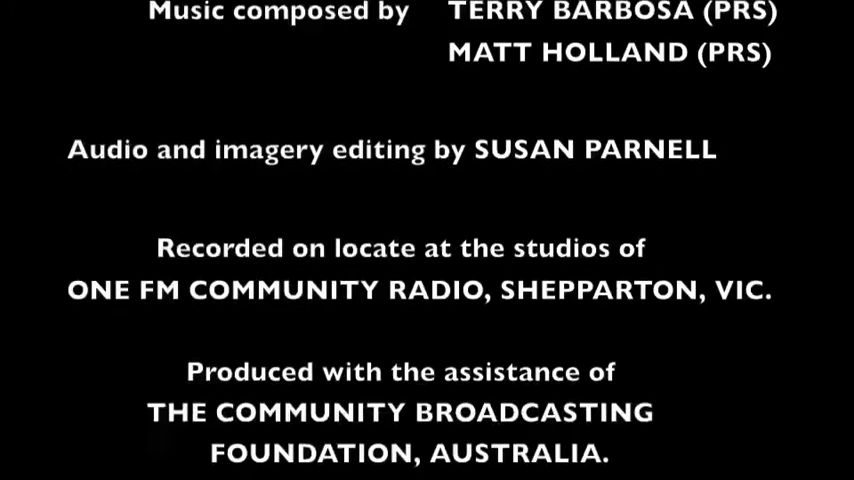 Music composed by TERRY BARBOSA (PRS)
MATT HOLLAND (PRS)
Audio and imagery editing by SUSAN PARNELL
Recorded on locate at the studios of
ONE FM COMMUNITY RADIO, SHEPPARTON, VIC.
Produced with the assistance of
THE COMMUNITY BROADCASTING
FOUNDATION, AUSTRALIA.